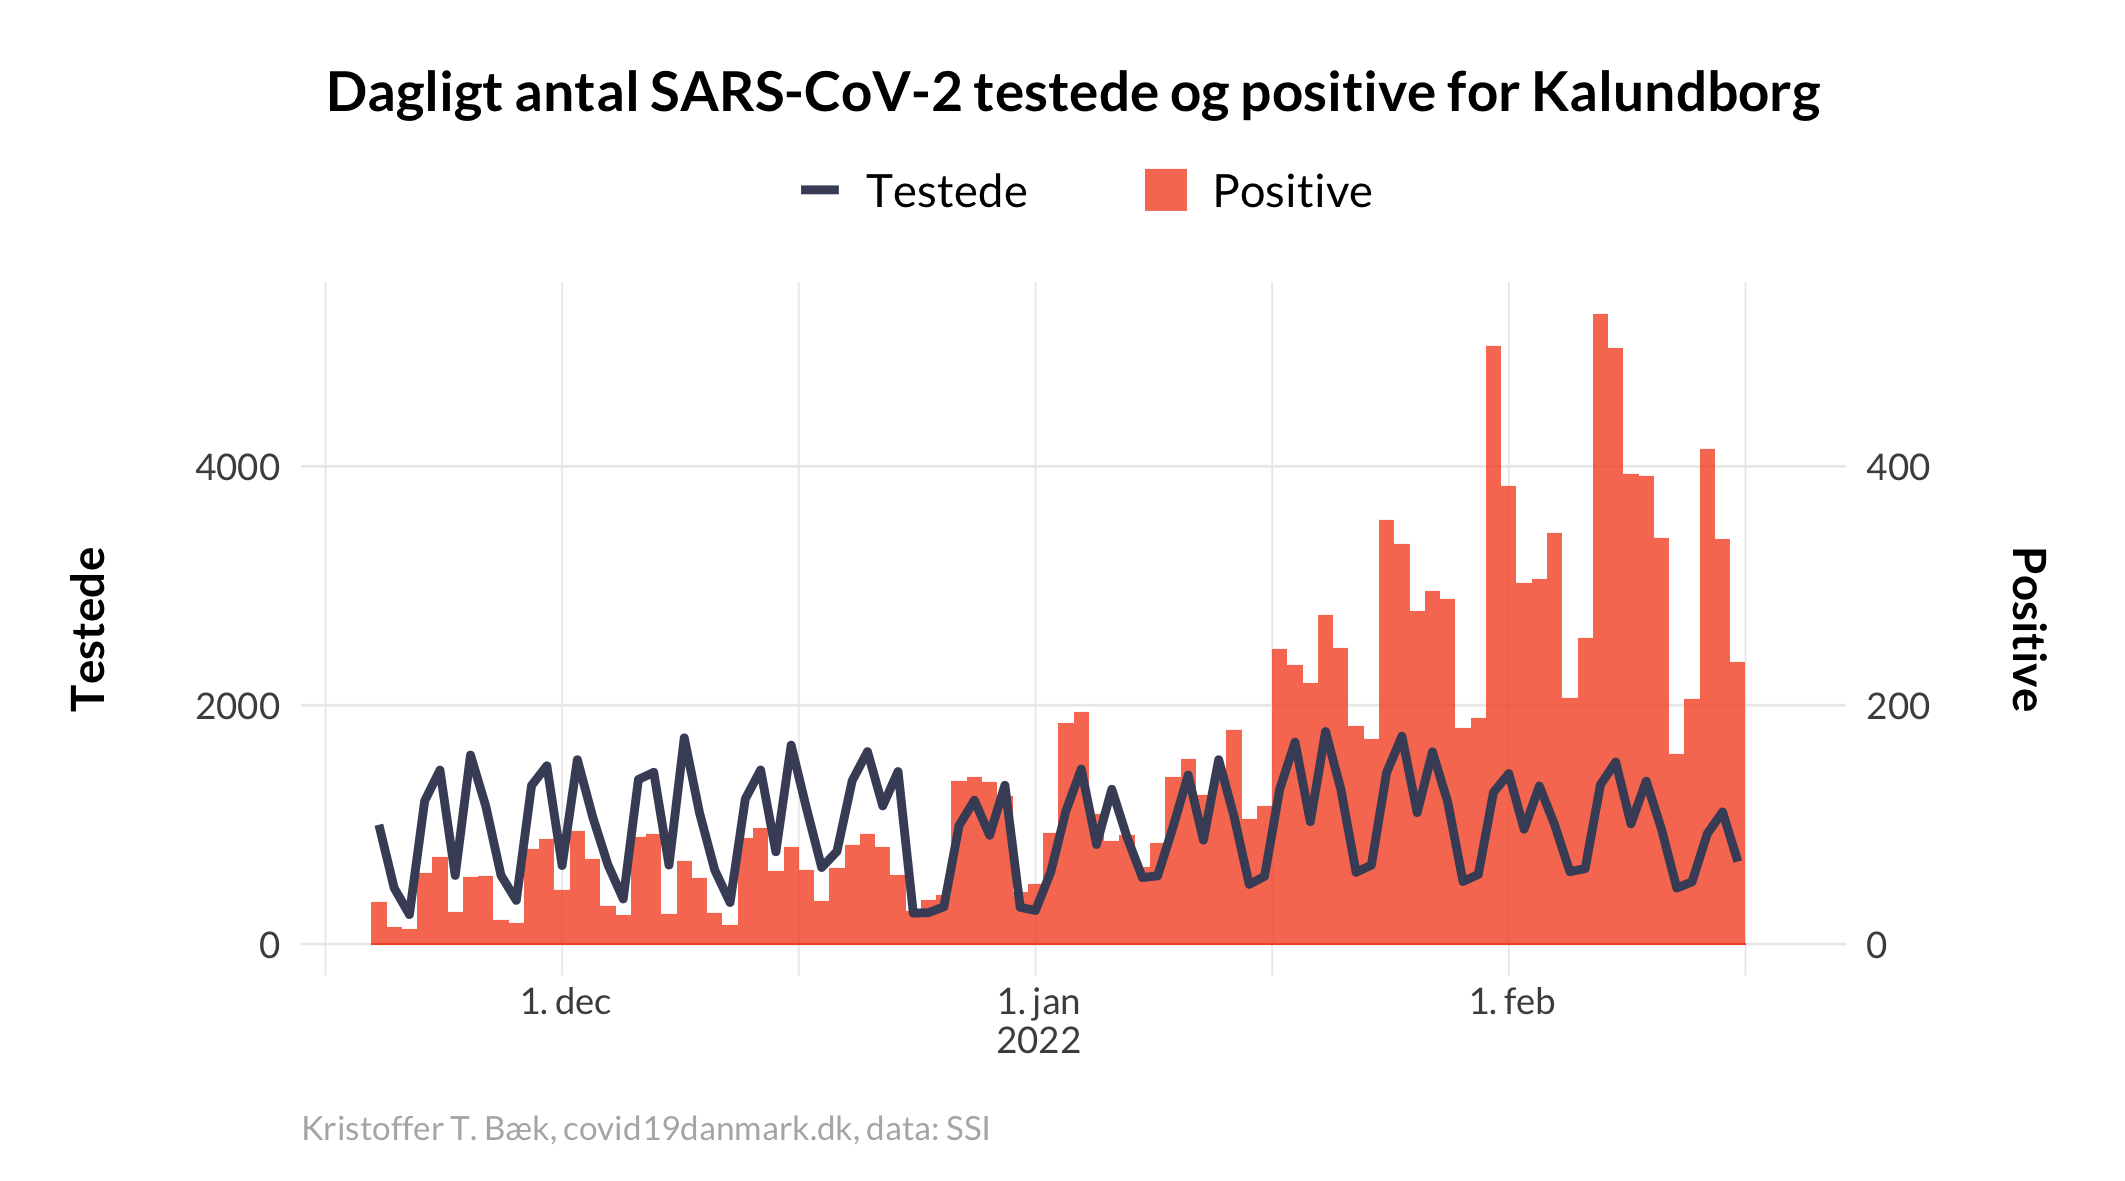 Dagligt antal SARS-CoV-2 testede og positive for Kalundborg
Testede
Positive
4000
2000
0
Testede
400
200
0
Positive
1. dec
1. jan
2022
1. feb
Kristoffer T. Bæk, covid19danmark.dk, data: SSI